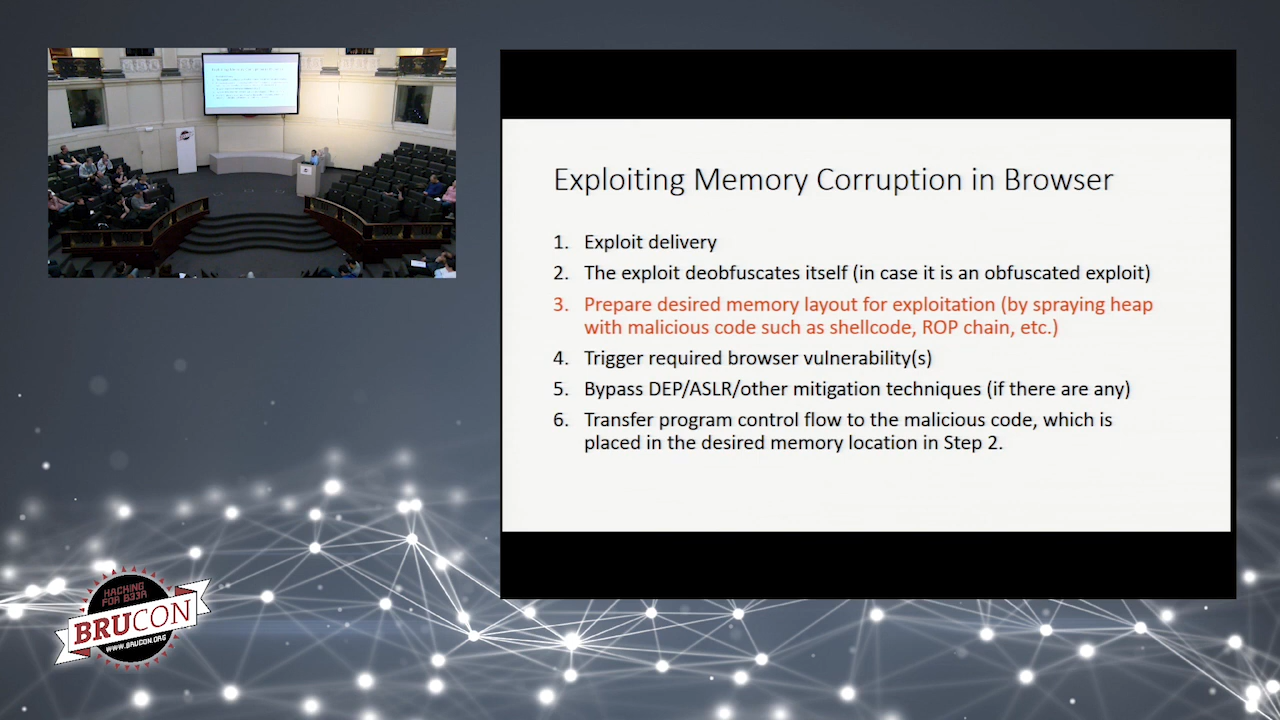 Exploiting Memory Corruption in Browser
1. Exploit delivery
2. The exploit deobfuscates itself (in case it is an obfuscated exploit)
3. Prepare desired memory layout for exploitation (by spraying heap
with malicious code such as shellcode, ROP chain, etc.)
4. Trigger required browser vulnerability(s)
5. Bypass DEP/ASLR/other mitigation techniques (if there are any)
6. Transfer program control flow to the malicious code, which is
placed in the desired memory location in Step 2.
HACKING
FOR B33R
BRUCON
WWW.BRUCON.ORG